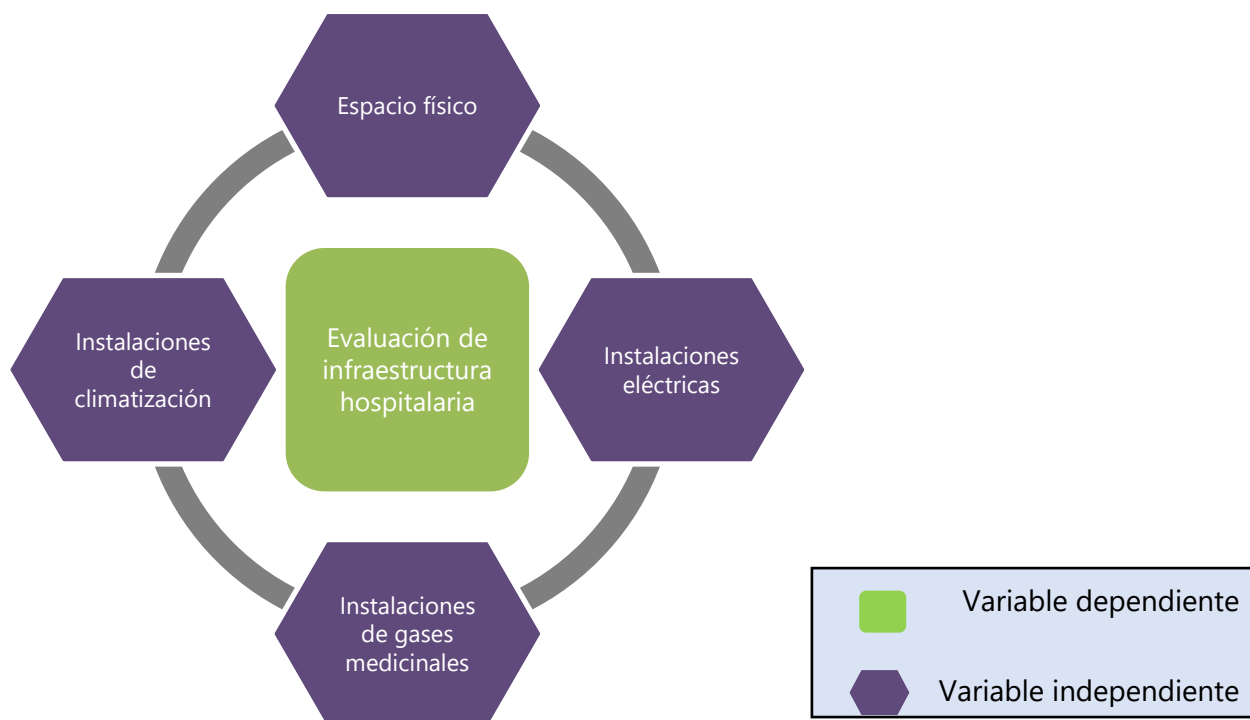 Espacio físico
Instalaciones
de
climatización
Evaluación de
infraestructura
hospitalaria
Instalaciones
eléctricas
Instalaciones
de gases
medicinales
Variable dependiente
Variable independiente